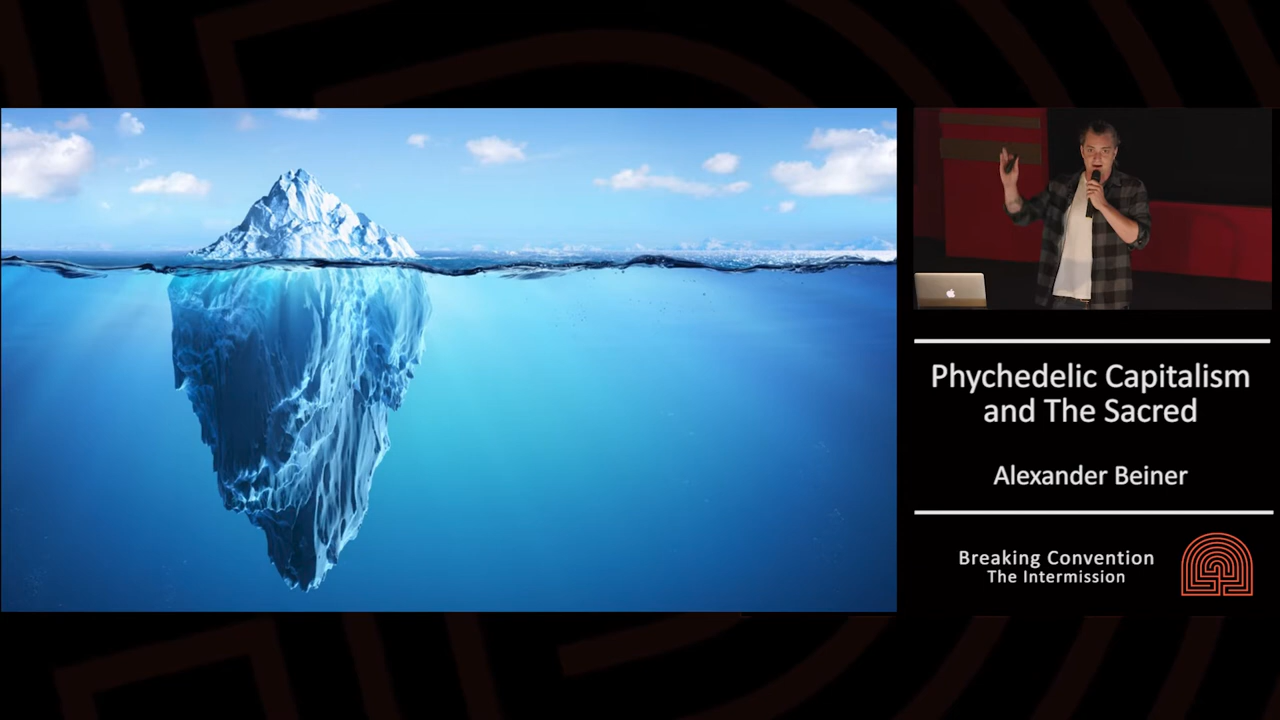 Phychedelic Capitalism
and The Sacred
Alexander Beiner
Breaking Convention
The Intermission